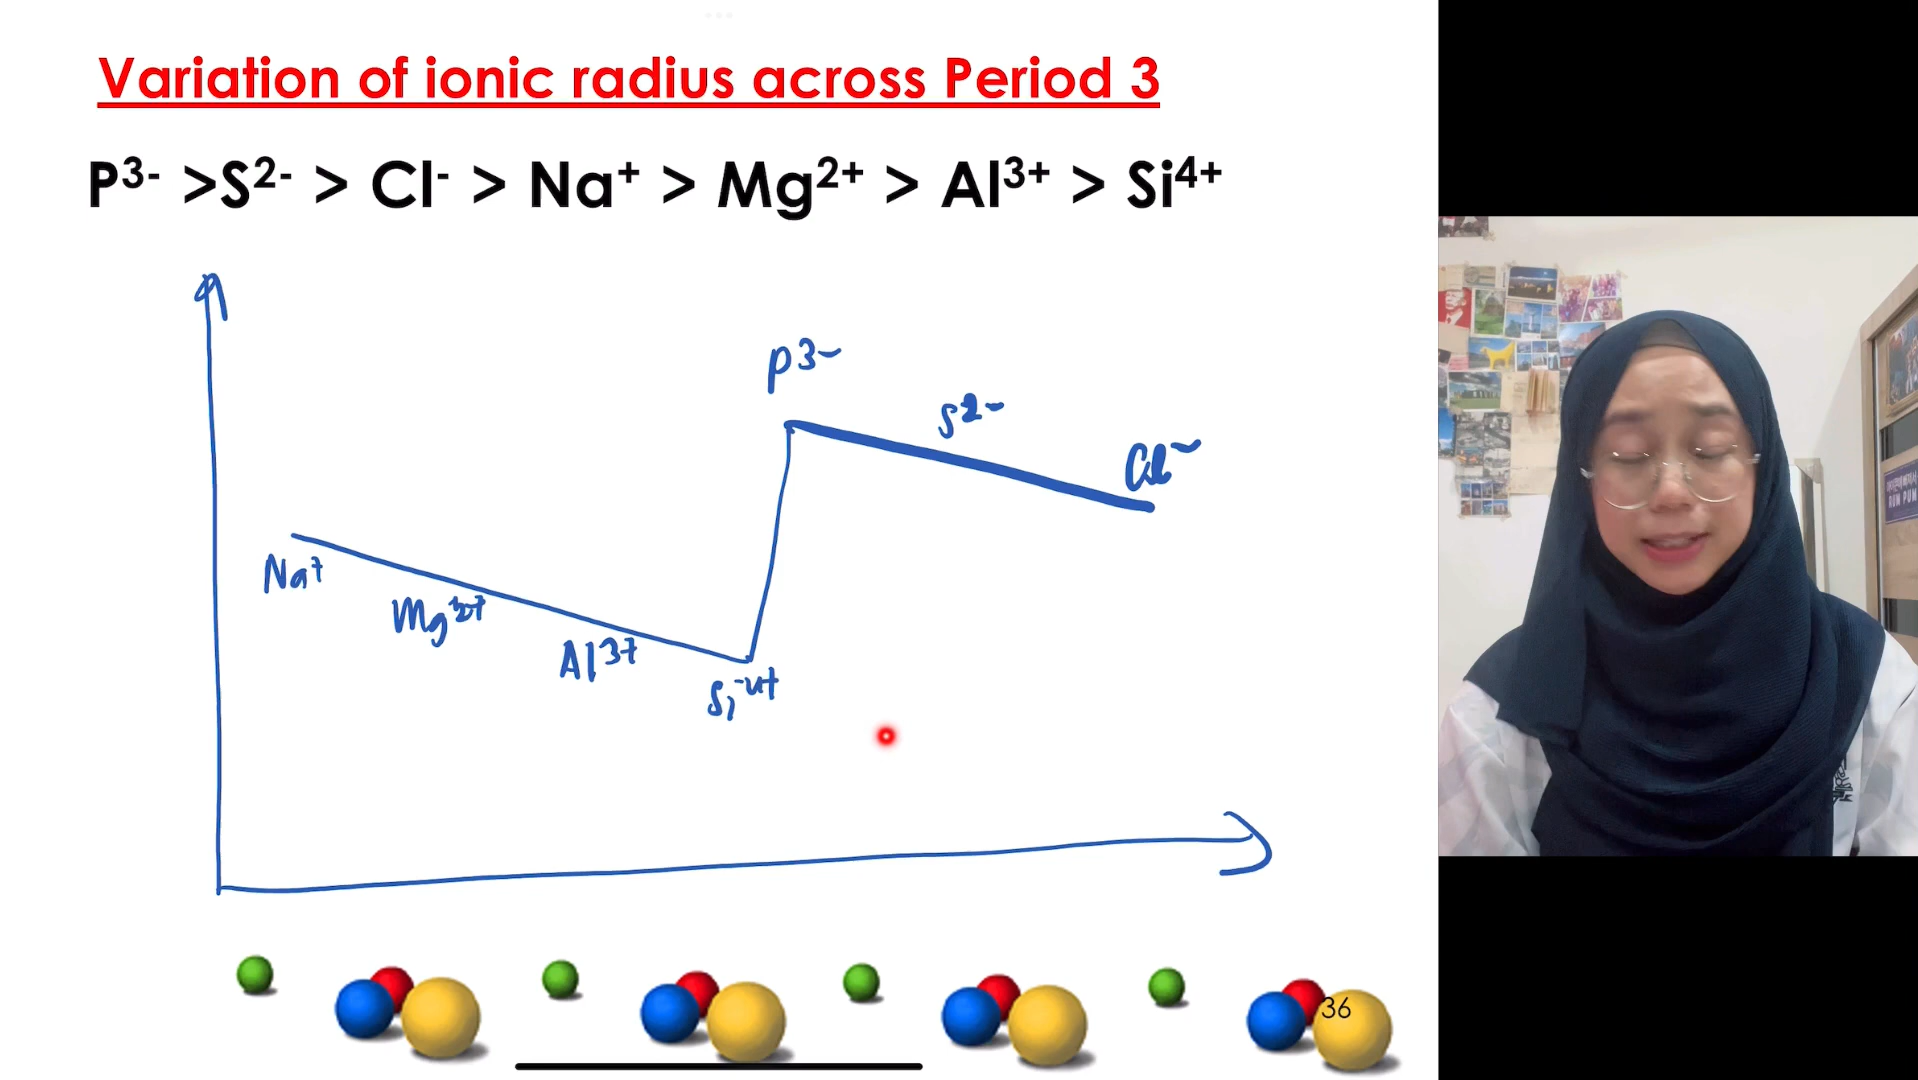 Variation of ionic radius across Period 3
P³⁻ >S²⁻ > Cl⁻ > Na⁺ > Mg²⁺ > Al³⁺ > Si⁴⁺
P³⁻
S²⁻
Cl⁻
Na⁺
Mg²⁺
Al³⁺
Si⁴⁺
36